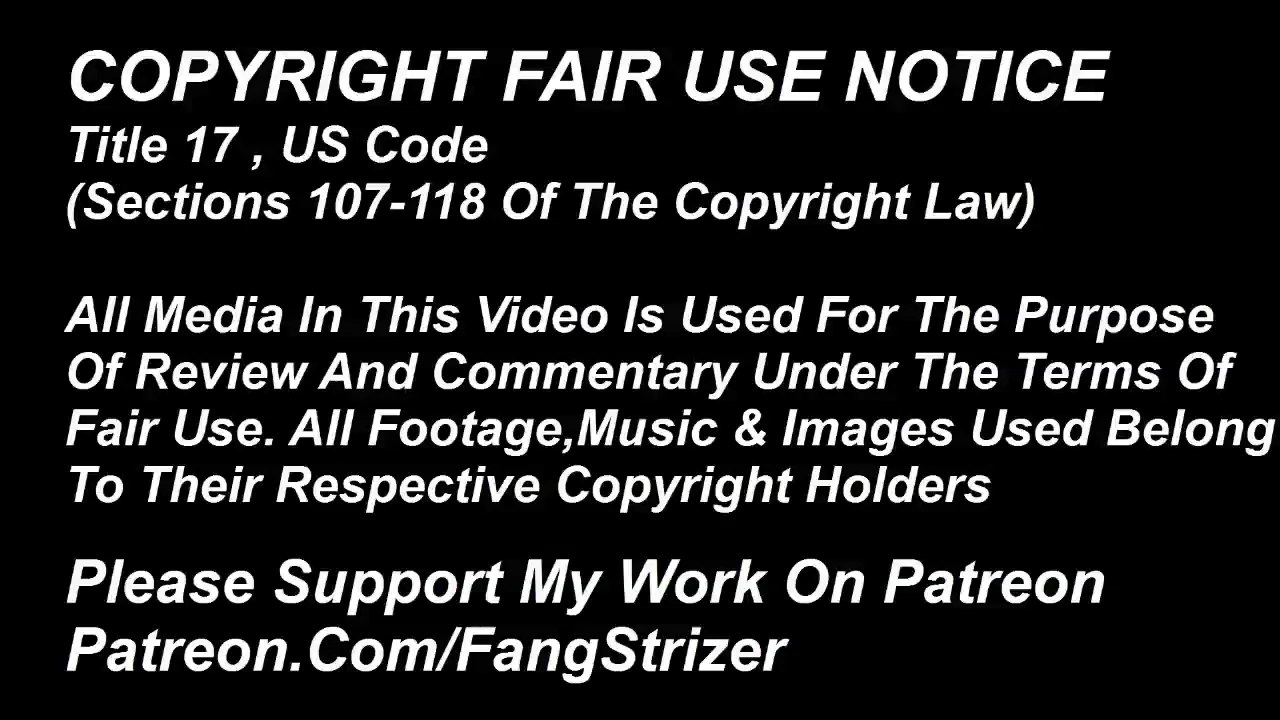 COPYRIGHT FAIR USE NOTICE
Title 17 , US Code
(Sections 107-118 Of The Copyright Law)
All Media In This Video Is Used For The Purpose
Of Review And Commentary Under The Terms Of
Fair Use. All Footage,Music & Images Used Belong
To Their Respective Copyright Holders
Please Support My Work On Patreon
Patreon.Com/FangStrizer